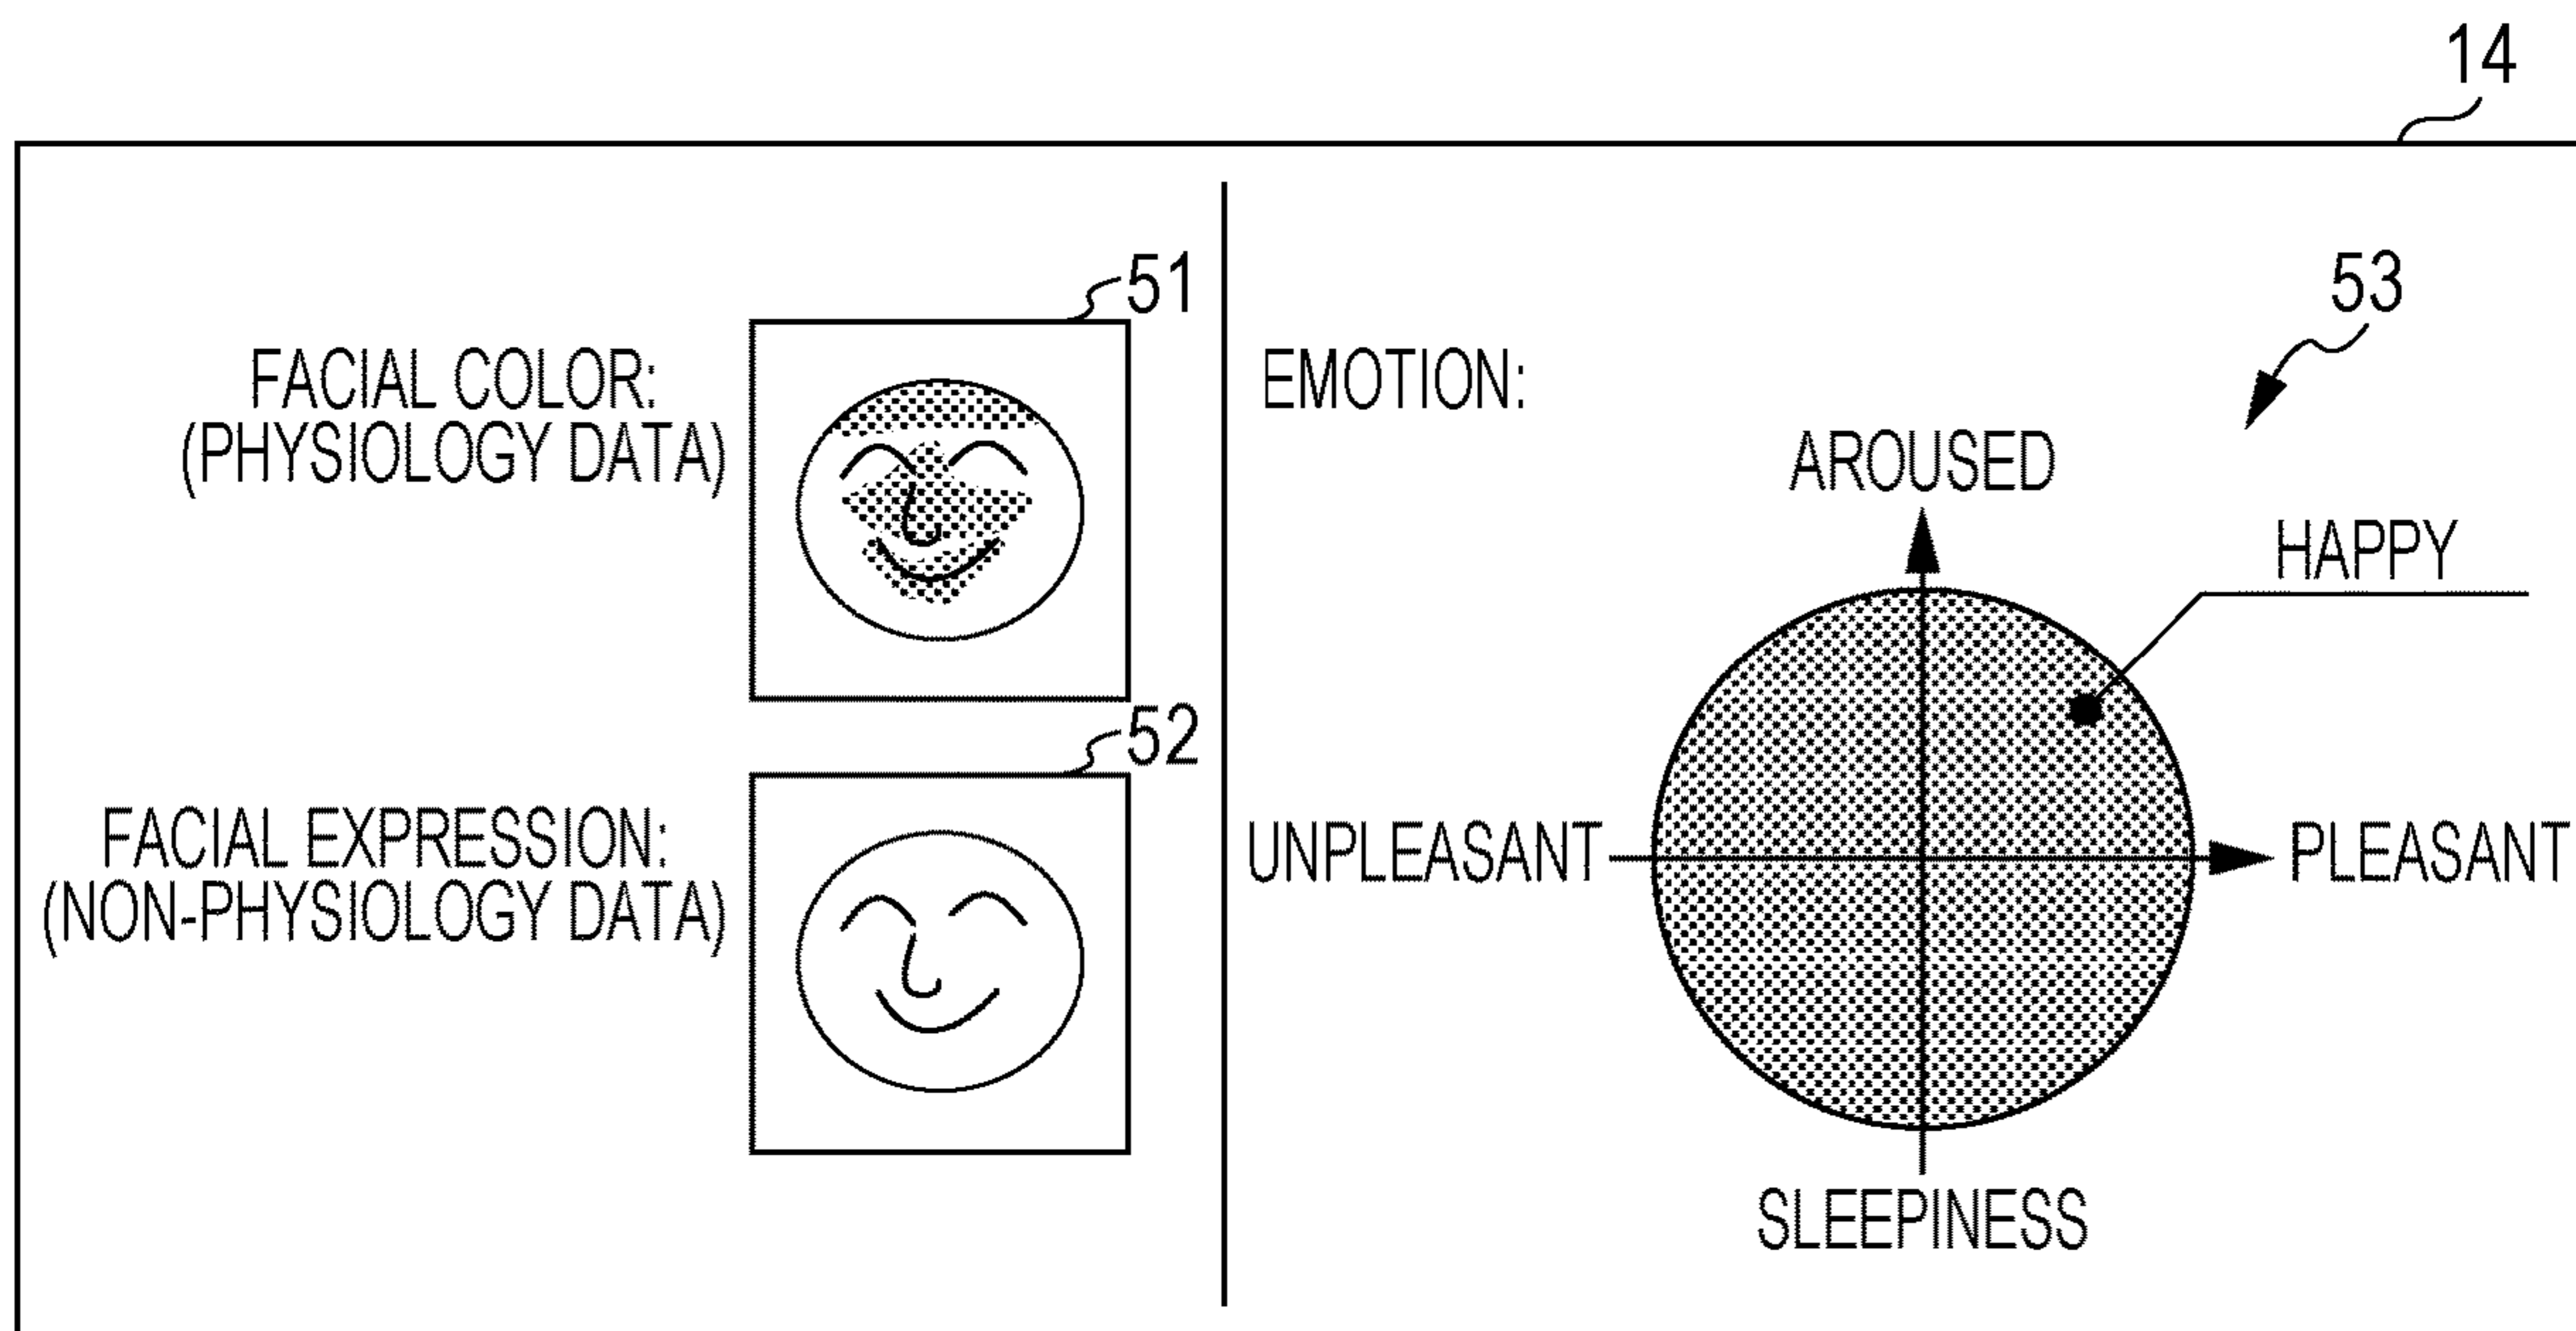 14
51
FACIAL COLOR:
(PHYSIOLOGY DATA)
52
FACIAL EXPRESSION:
(NON-PHYSIOLOGY DATA)
EMOTION:
53
AROUSED
HAPPY
UNPLEASANT
PLEASANT
SLEEPINESS